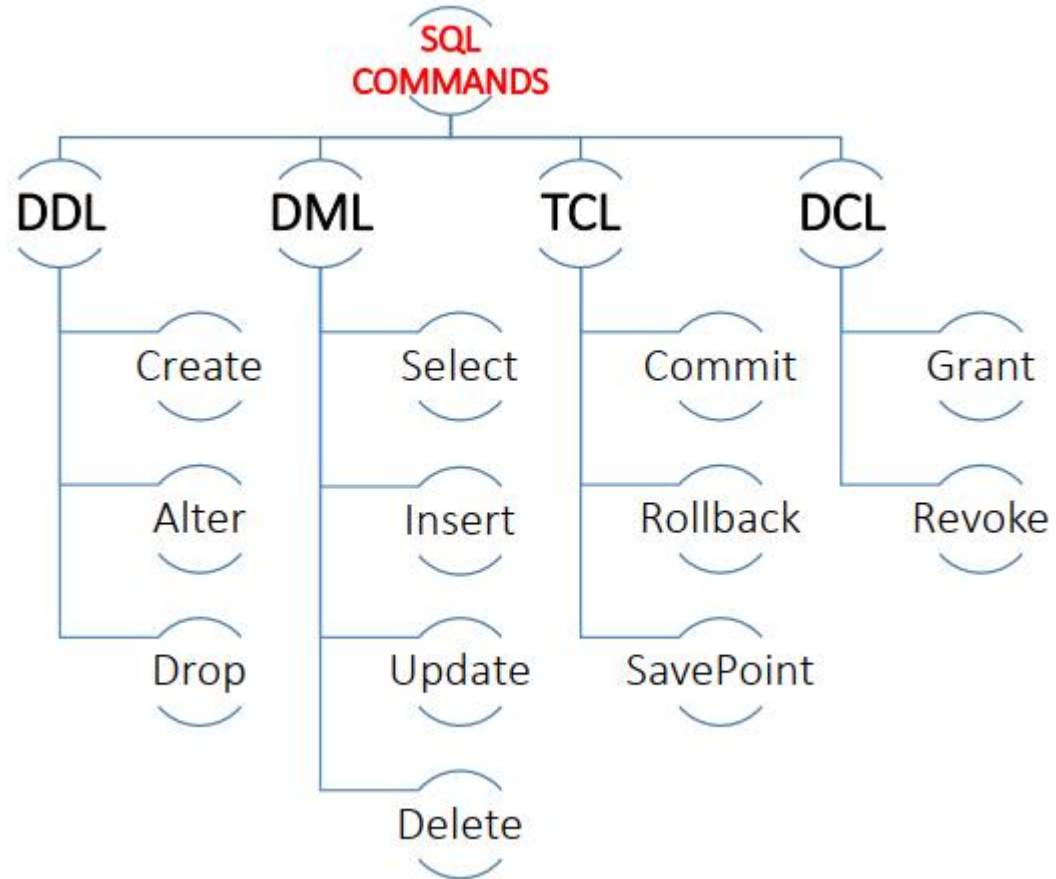 SQL
COMMANDS
DDL
DML
TCL
DCL
Create
Select
Commit
Grant
Alter
Insert
Rollback
Revoke
Drop
Update
SavePoint
Delete